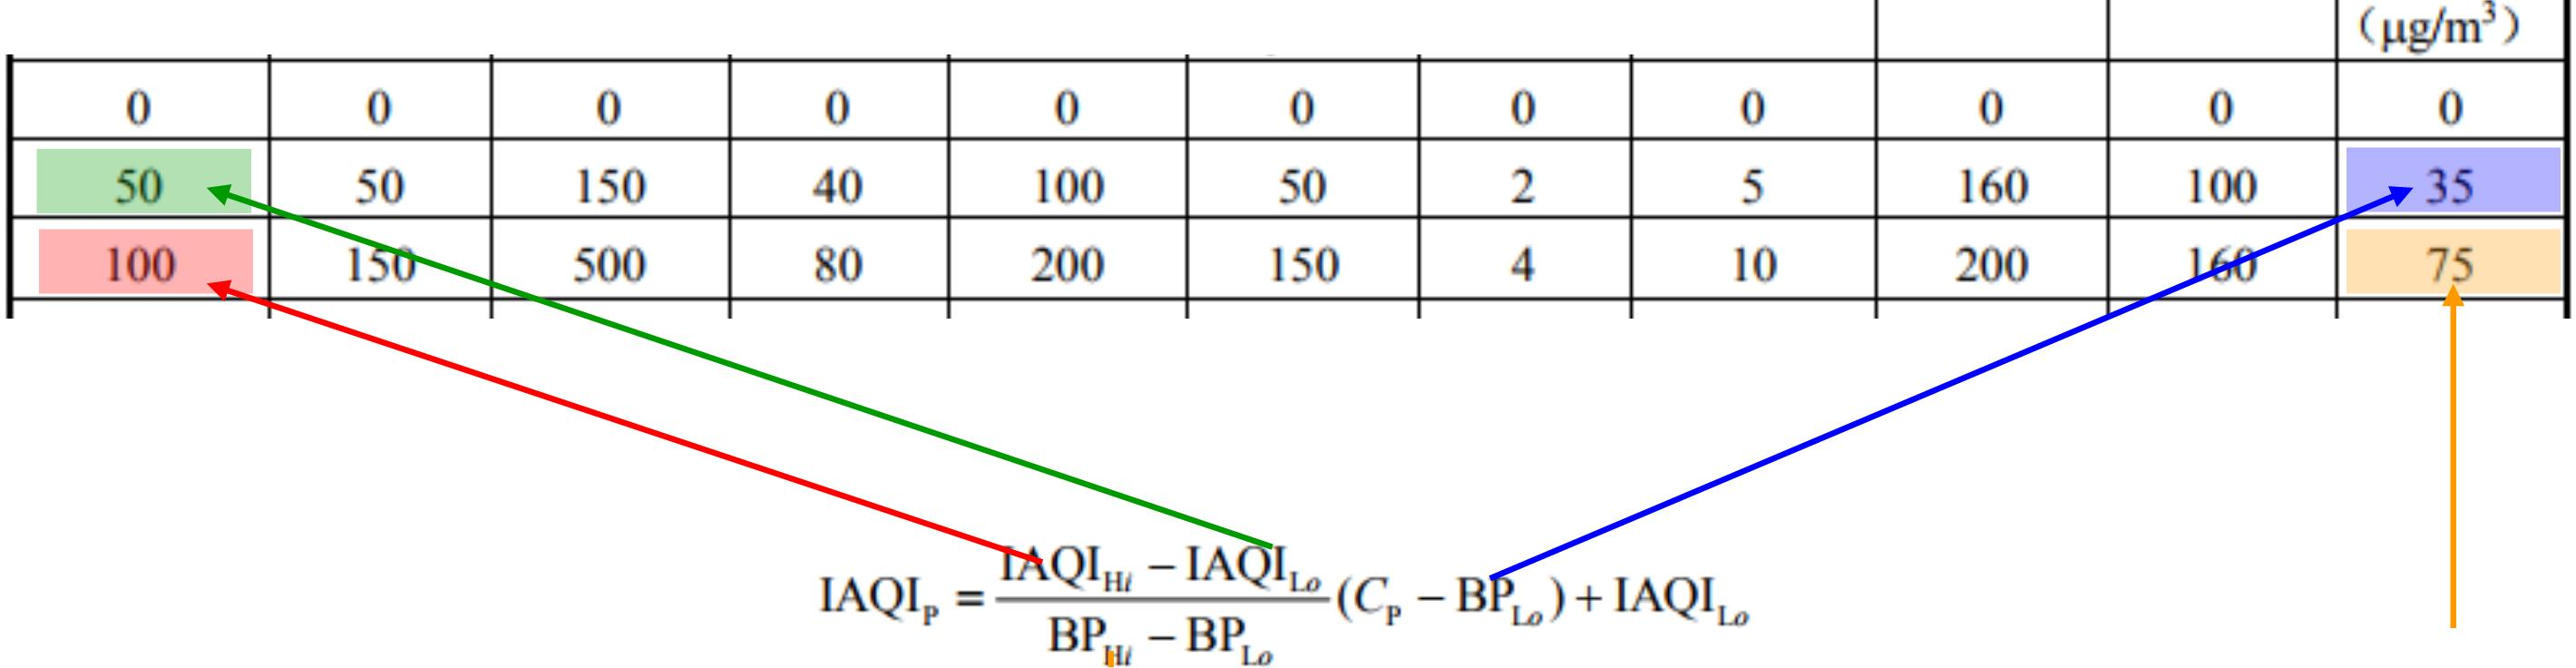 (μg/m³)
0 0 0 0 0 0 0 0 0 0 0
50 50 150 40 100 50 2 5 160 100 35
100 150 500 80 200 150 4 10 200 160 75
IAQI_P = (IAQI_Hi − IAQI_Lo) / (BP_Hi − BP_Lo) (C_P − BP_Lo) + IAQI_Lo